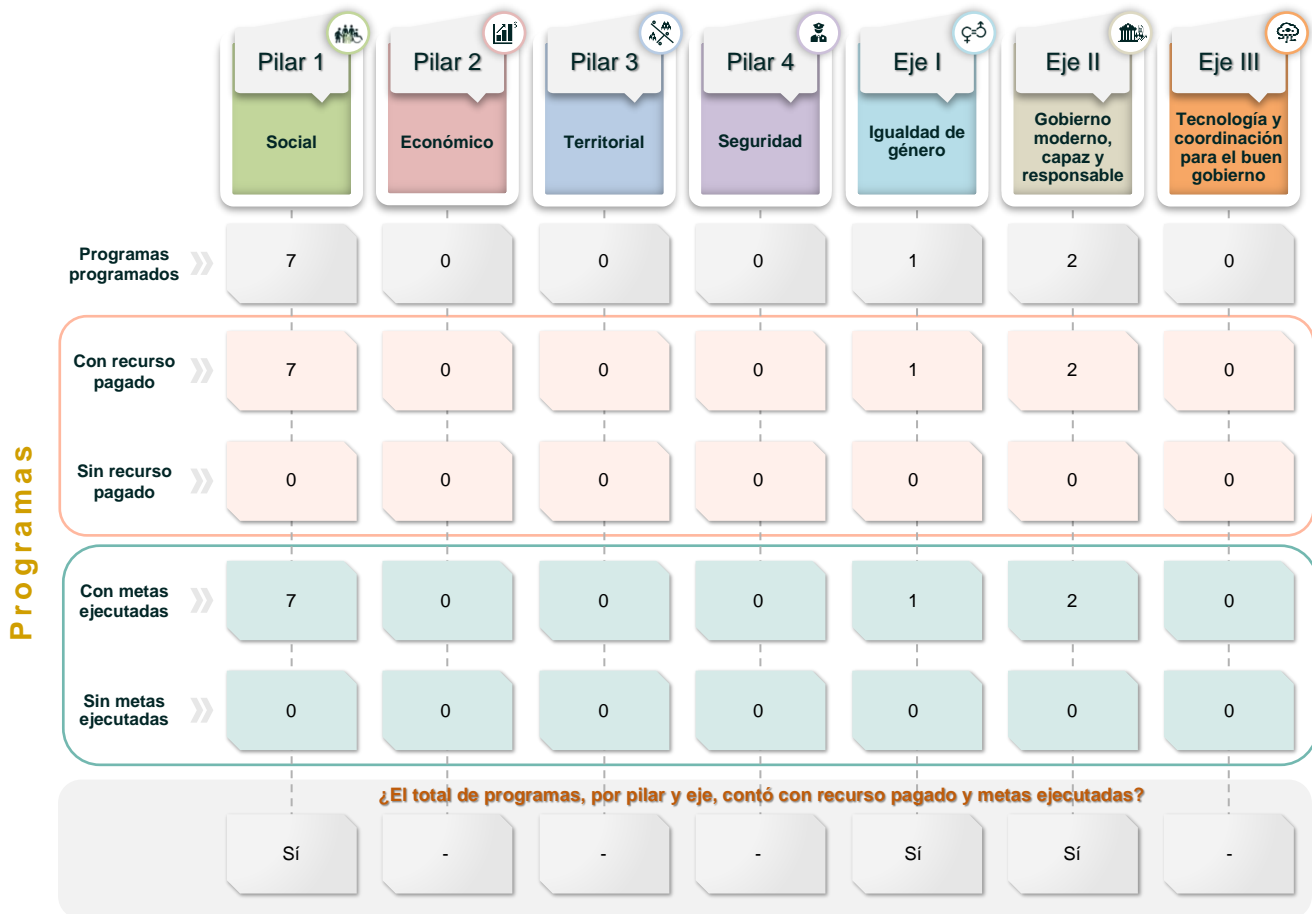 Pilar 1
Pilar 2
Pilar 3
Pilar 4
Eje I
Eje II
Eje III
Social
Económico
Territorial
Seguridad
Igualdad de
género
Gobierno
moderno,
capaz y
responsable
Tecnología y
coordinación
para el buen
gobierno
Programas
Programas
programados
7 0 0 0 1 2 0
Con recurso
pagado
7 0 0 0 1 2 0
Sin recurso
pagado
0 0 0 0 0 0 0
Con metas
ejecutadas
7 0 0 0 1 2 0
Sin metas
ejecutadas
0 0 0 0 0 0 0
¿El total de programas, por pilar y eje, contó con recurso pagado y metas ejecutadas?
Sí - - - Sí Sí -